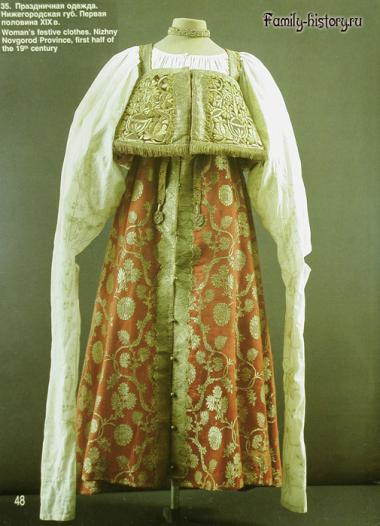 Family-history.ru
35. Праздничная одежда.
Нижегородская губ. Первая
половина XIX в.
Woman's festive clothes. Nizhny
Novgorod Province, first half of
the 19th century
48